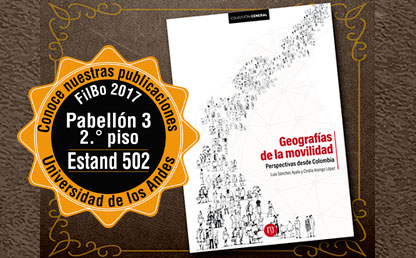 Conoce nuestras publicaciones
FilBo 2017
Pabellón 3
2.° piso
Estand 502
Universidad de los Andes
COLECCIÓN GENERAL
Geografías
de la movilidad
Perspectivas desde Colombia
Luis Sánchez Ayala y Cindia Arango López